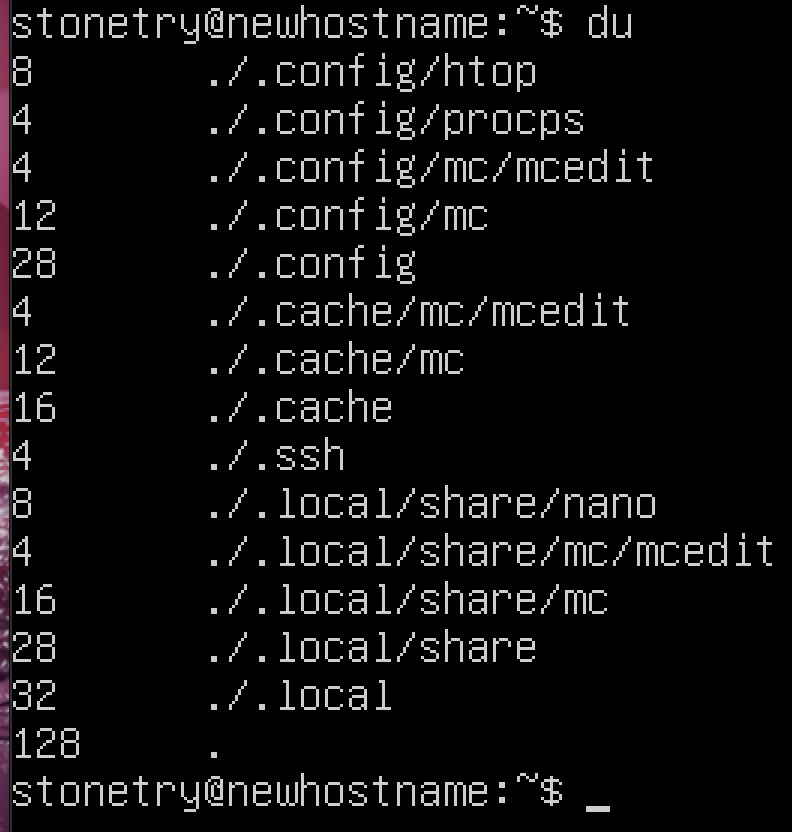 stonetry@newhostname:~$ du
8 ./.config/htop
4 ./.config/procps
4 ./.config/mc/mcedit
12 ./.config/mc
28 ./.config
4 ./.cache/mc/mcedit
12 ./.cache/mc
16 ./.cache
4 ./.ssh
8 ./.local/share/nano
4 ./.local/share/mc/mcedit
16 ./.local/share/mc
28 ./.local/share
32 ./.local
128 .
stonetry@newhostname:~$ _